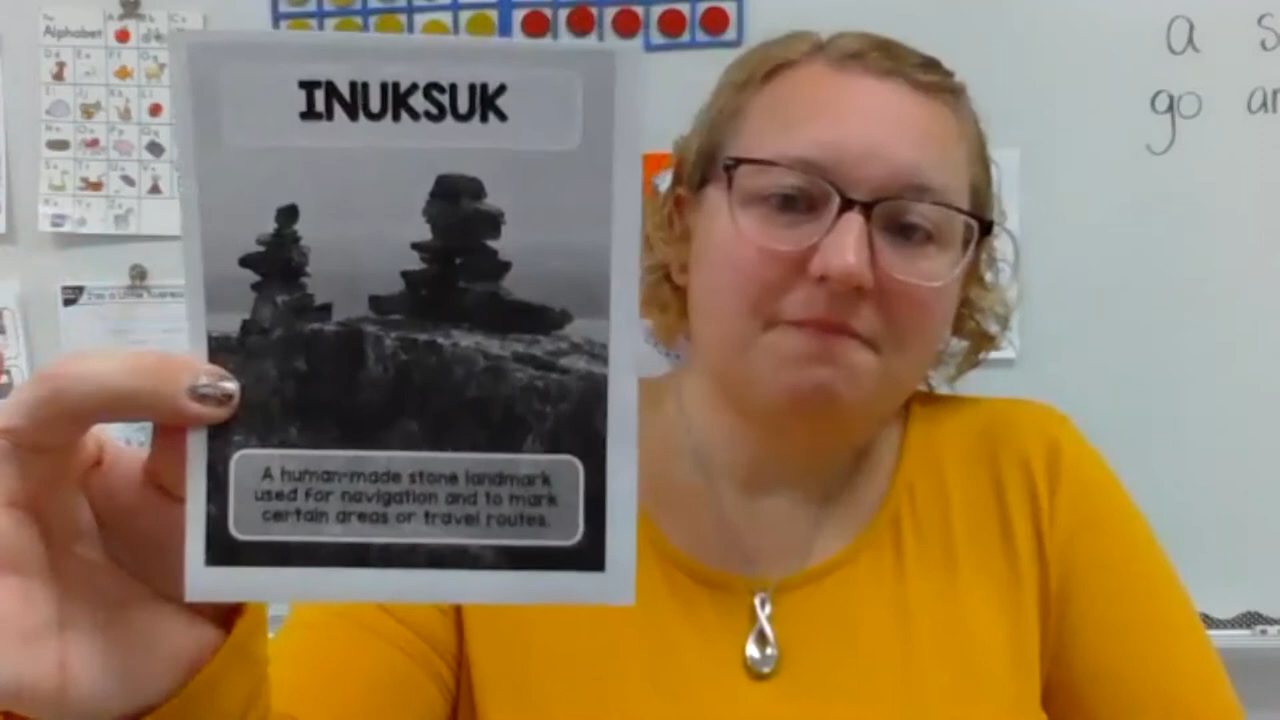 Alphabet
INUKSUK
A human-made stone landmark
used for navigation and to mark
certain areas or travel routes.
a
go